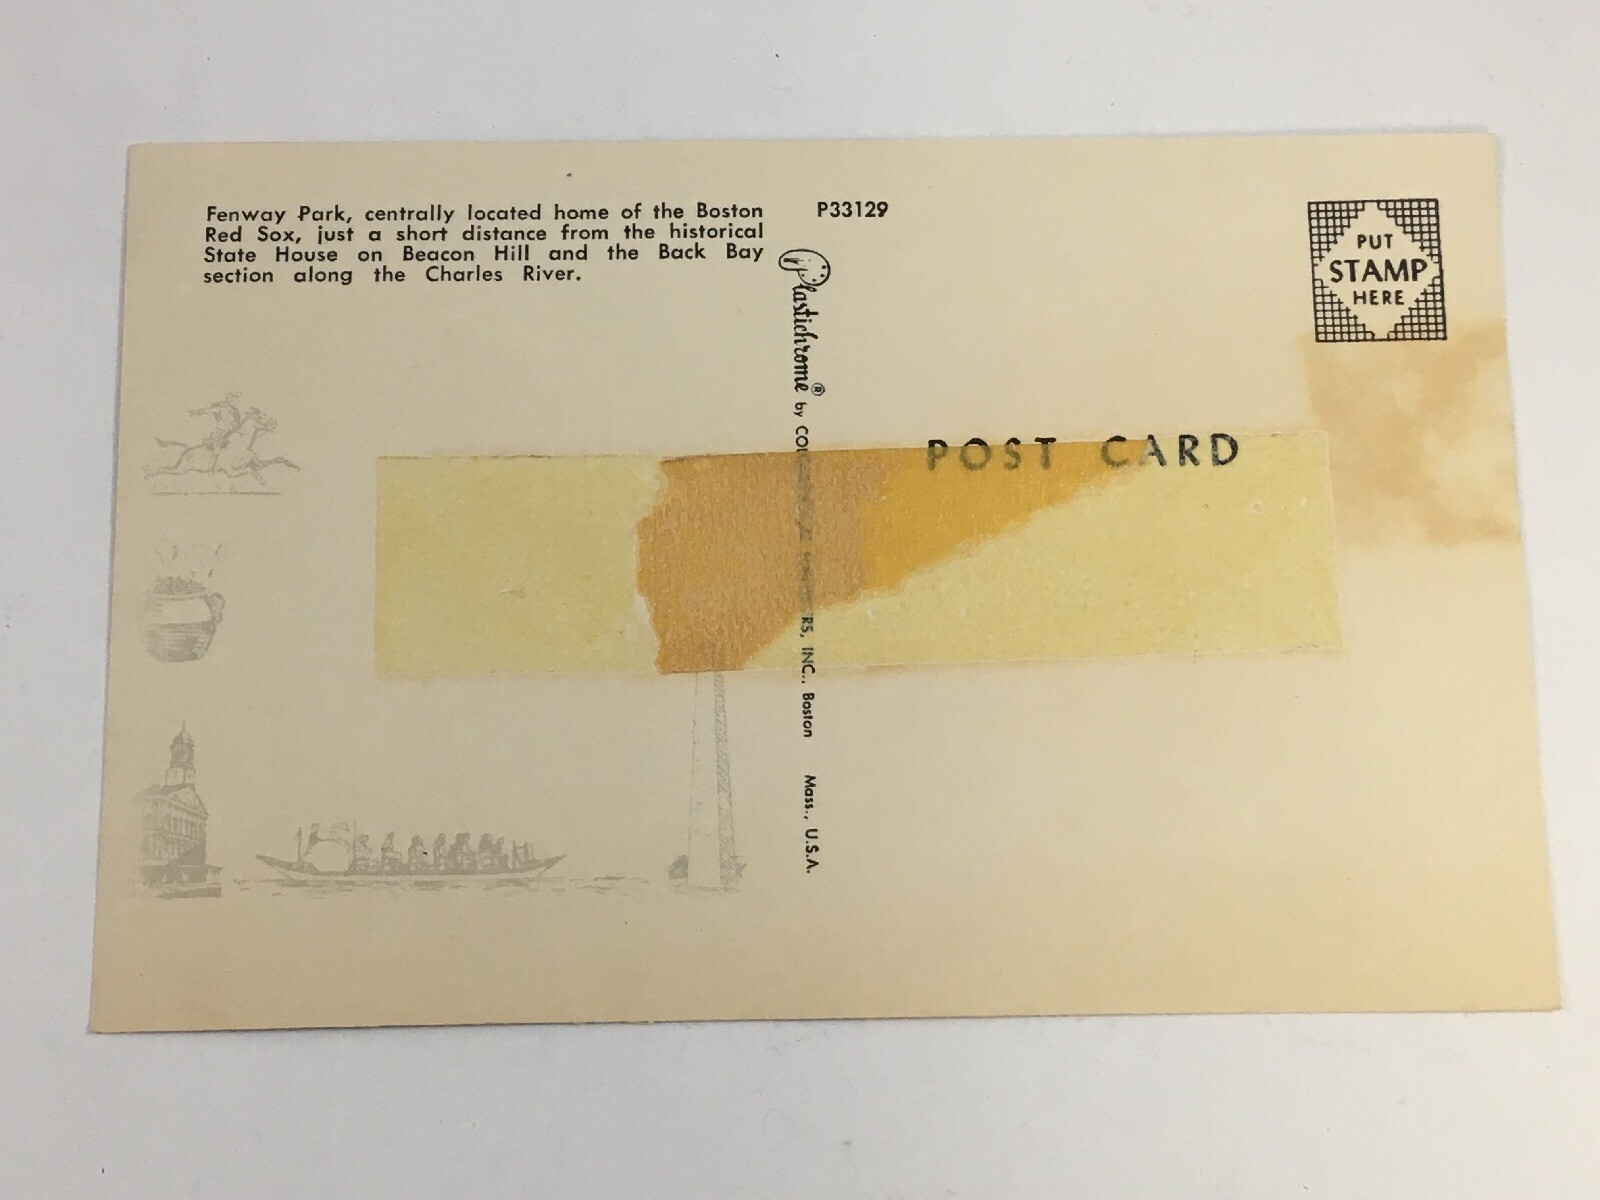 Fenway Park, centrally located home of the Boston
Red Sox, just a short distance from the historical
State House on Beacon Hill and the Back Bay
section along the Charles River.
P33129
Plastichrome® by INC., Boston Mass., U.S.A.
PUT
STAMP
HERE
POST CARD